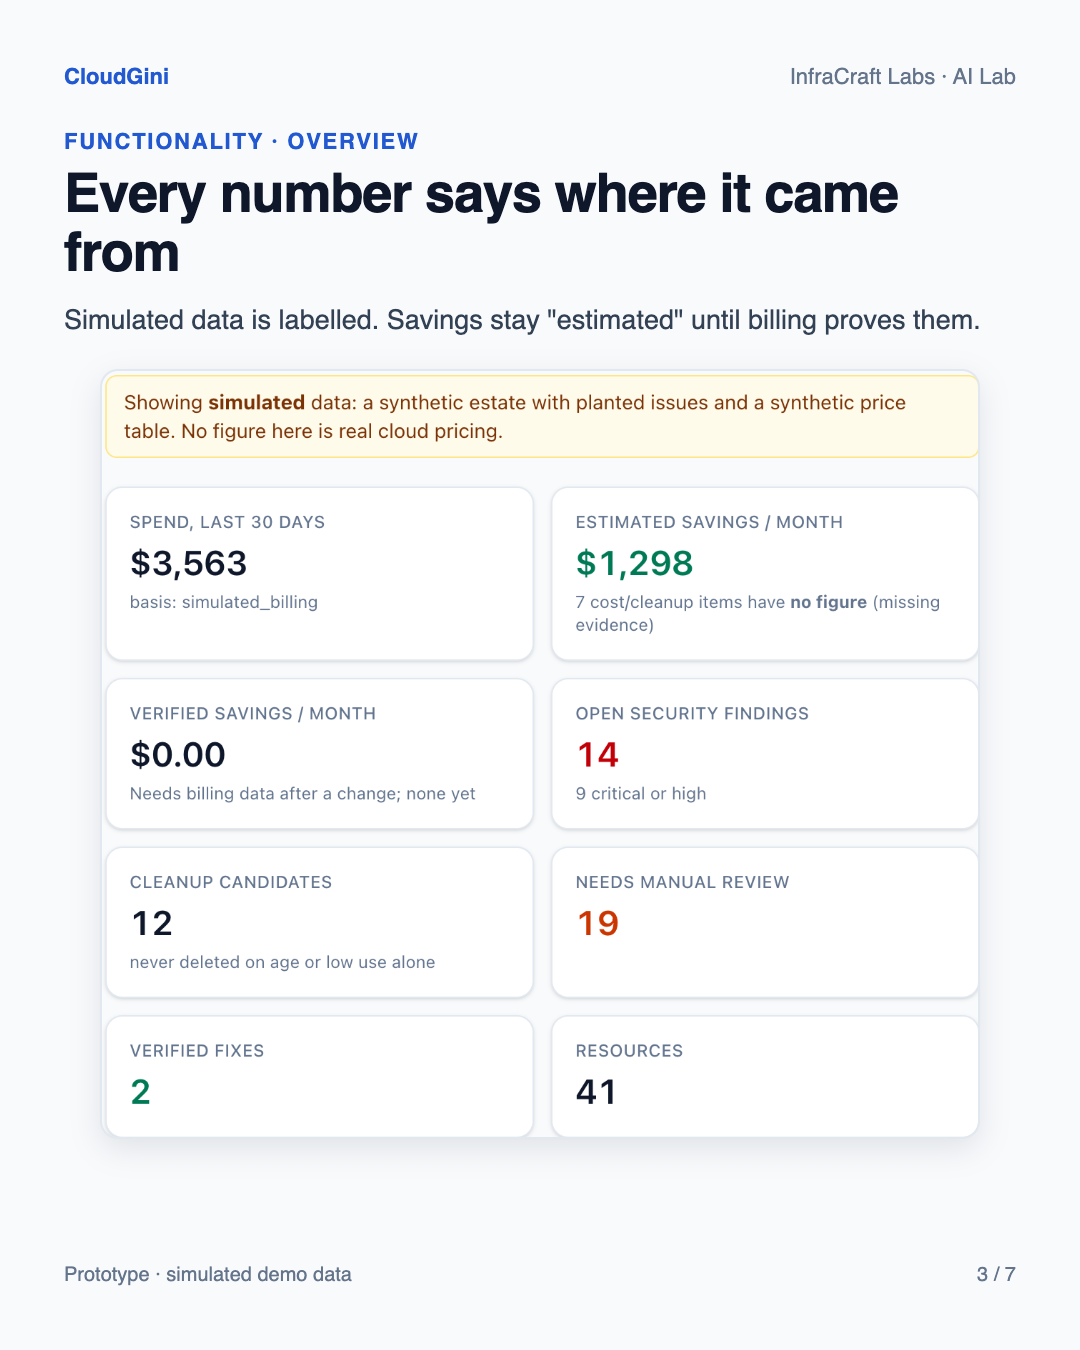 CloudGini
InfraCraft Labs · AI Lab
FUNCTIONALITY · OVERVIEW
Every number says where it came
from
Simulated data is labelled. Savings stay "estimated" until billing proves them.
Showing simulated data: a synthetic estate with planted issues and a synthetic price
table. No figure here is real cloud pricing.
SPEND, LAST 30 DAYS
$3,563
basis: simulated_billing
ESTIMATED SAVINGS / MONTH
$1,298
7 cost/cleanup items have no figure (missing
evidence)
VERIFIED SAVINGS / MONTH
$0.00
Needs billing data after a change; none yet
OPEN SECURITY FINDINGS
14
9 critical or high
CLEANUP CANDIDATES
12
never deleted on age or low use alone
NEEDS MANUAL REVIEW
19
VERIFIED FIXES
2
RESOURCES
41
Prototype · simulated demo data
3 / 7